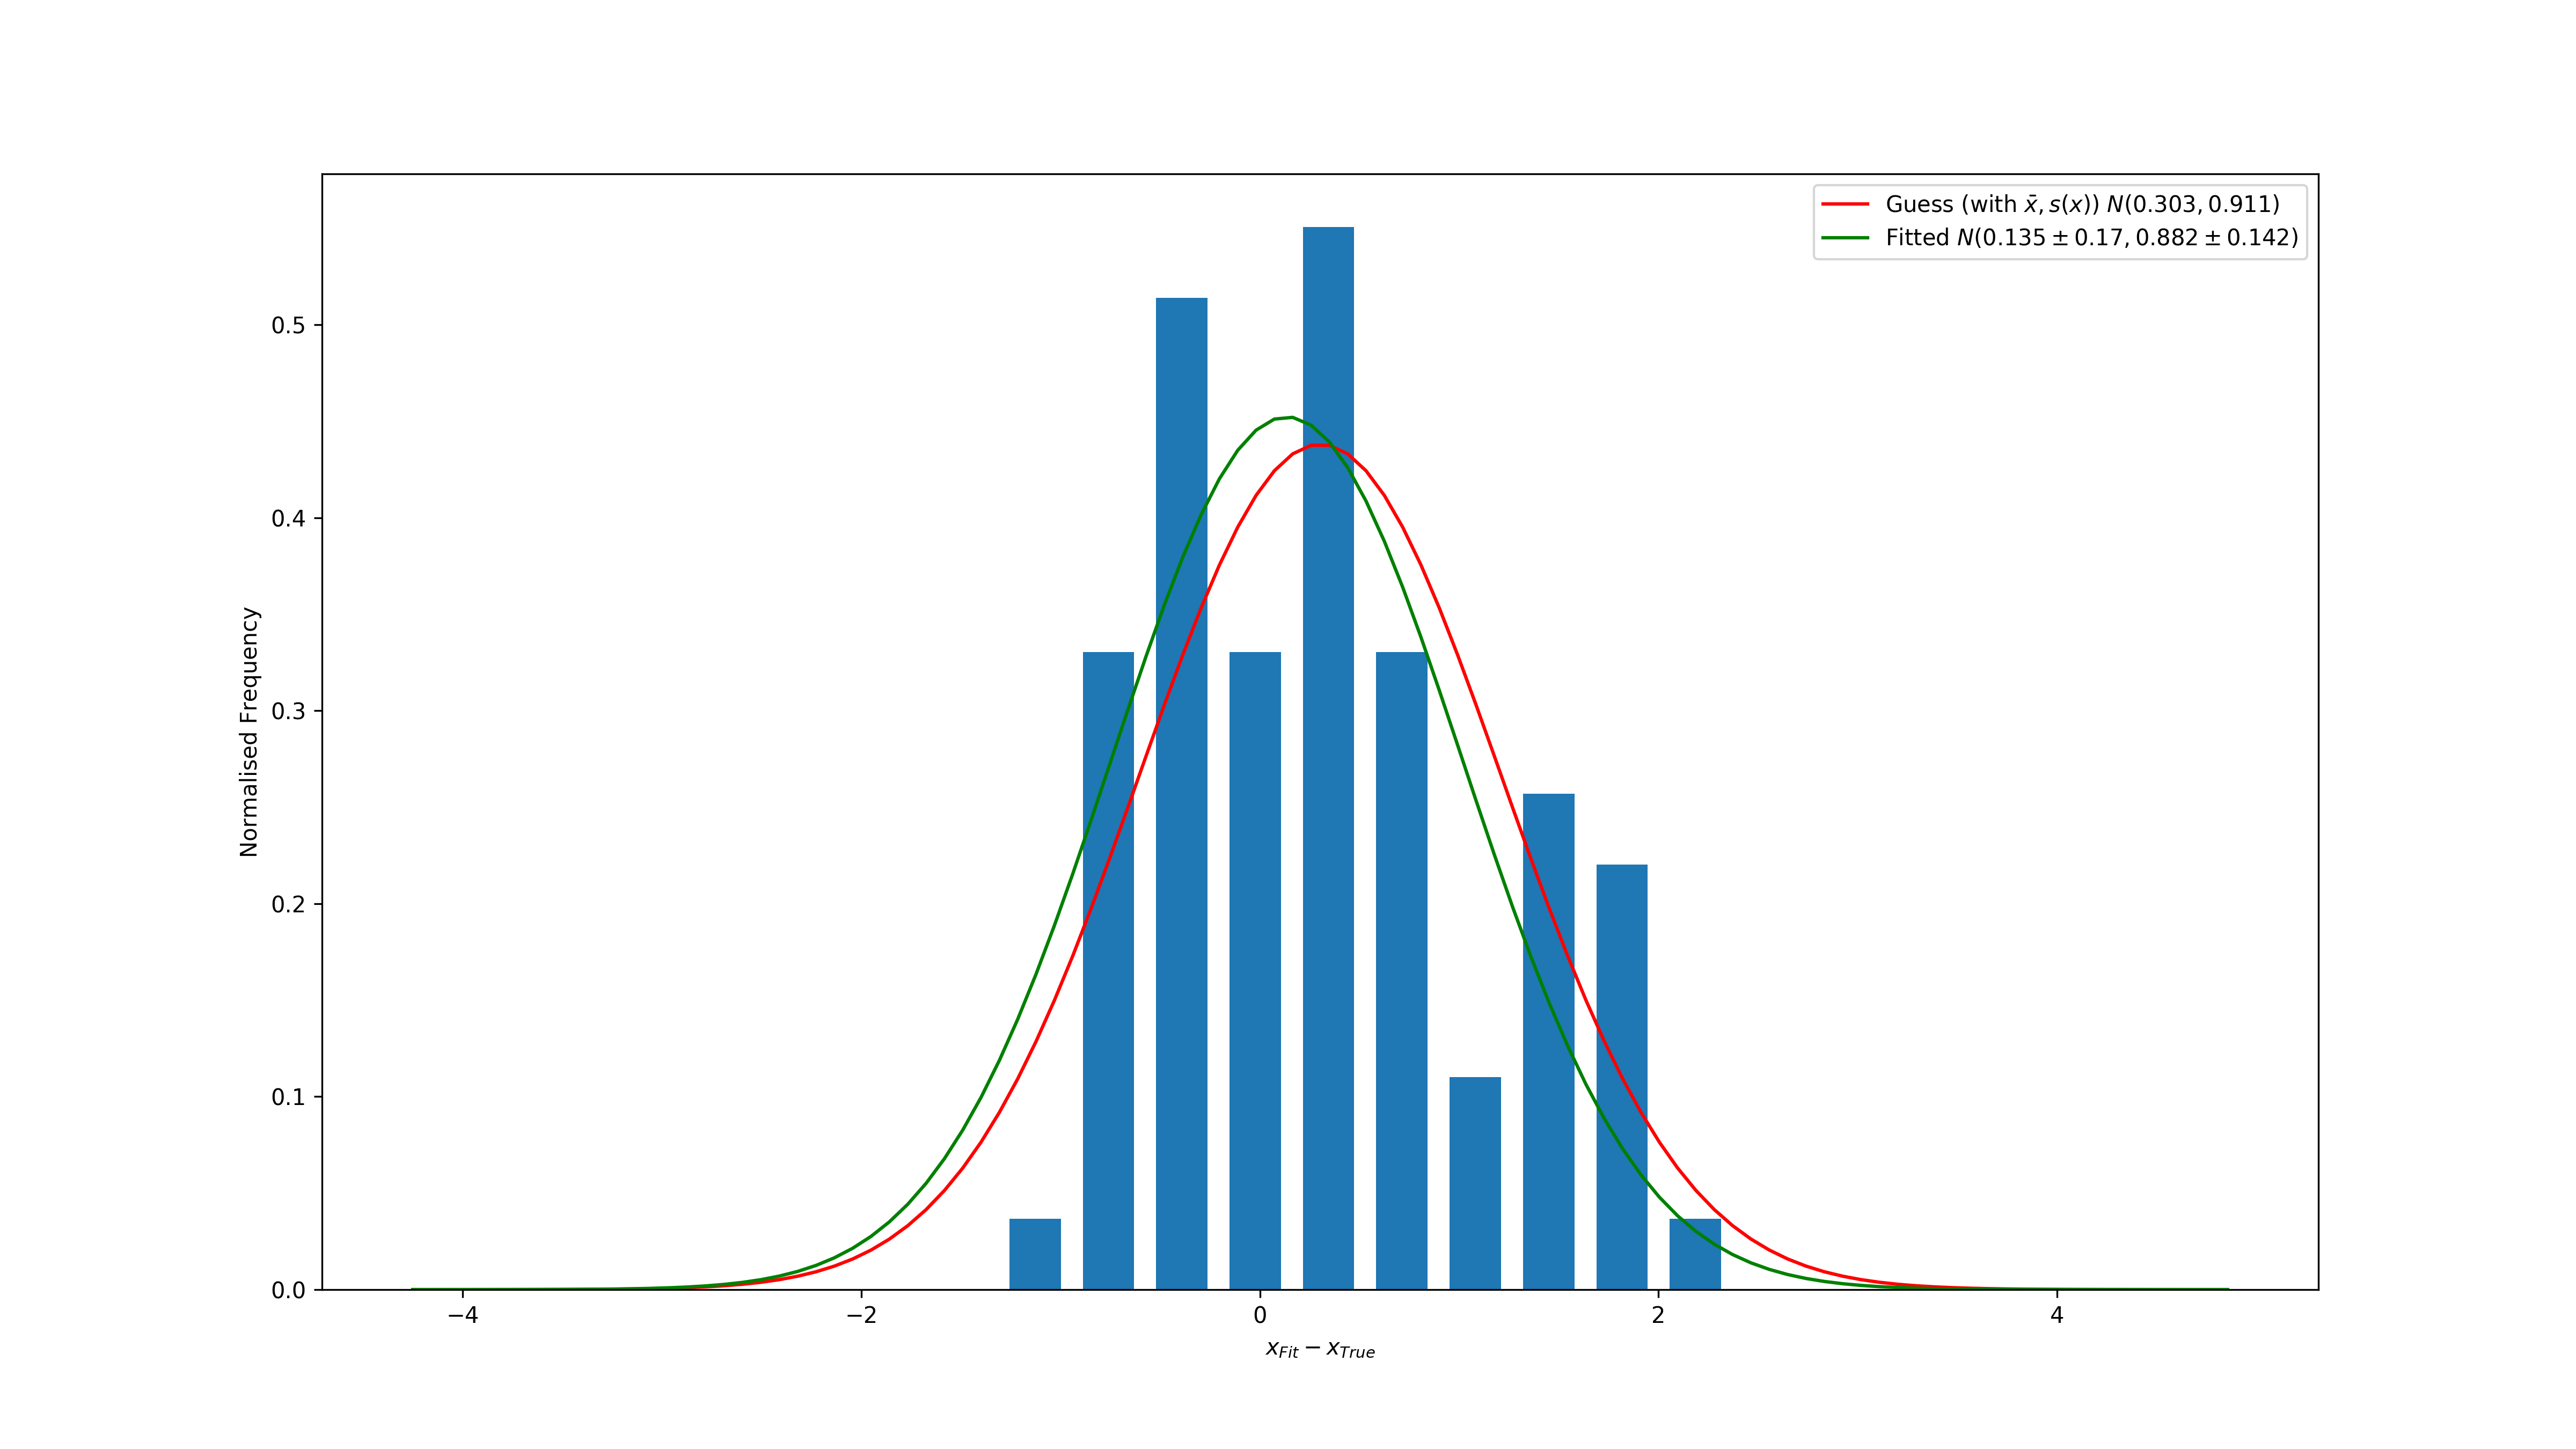 Guess (with x̄, s(x)) N(0.303, 0.911)
Fitted N(0.135 ± 0.17, 0.882 ± 0.142)
Normalised Frequency
0.5
0.4
0.3
0.2
0.1
0.0
−4 −2 0 2 4
x_Fit − x_True